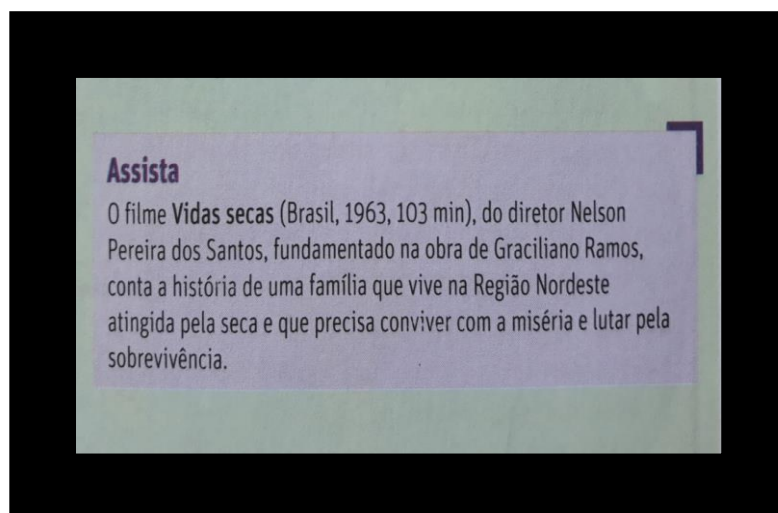 Assista
O filme Vidas secas (Brasil, 1963, 103 min), do diretor Nelson
Pereira dos Santos, fundamentado na obra de Graciliano Ramos,
conta a história de uma família que vive na Região Nordeste
atingida pela seca e que precisa conviver com a miséria e lutar pela
sobrevivência.